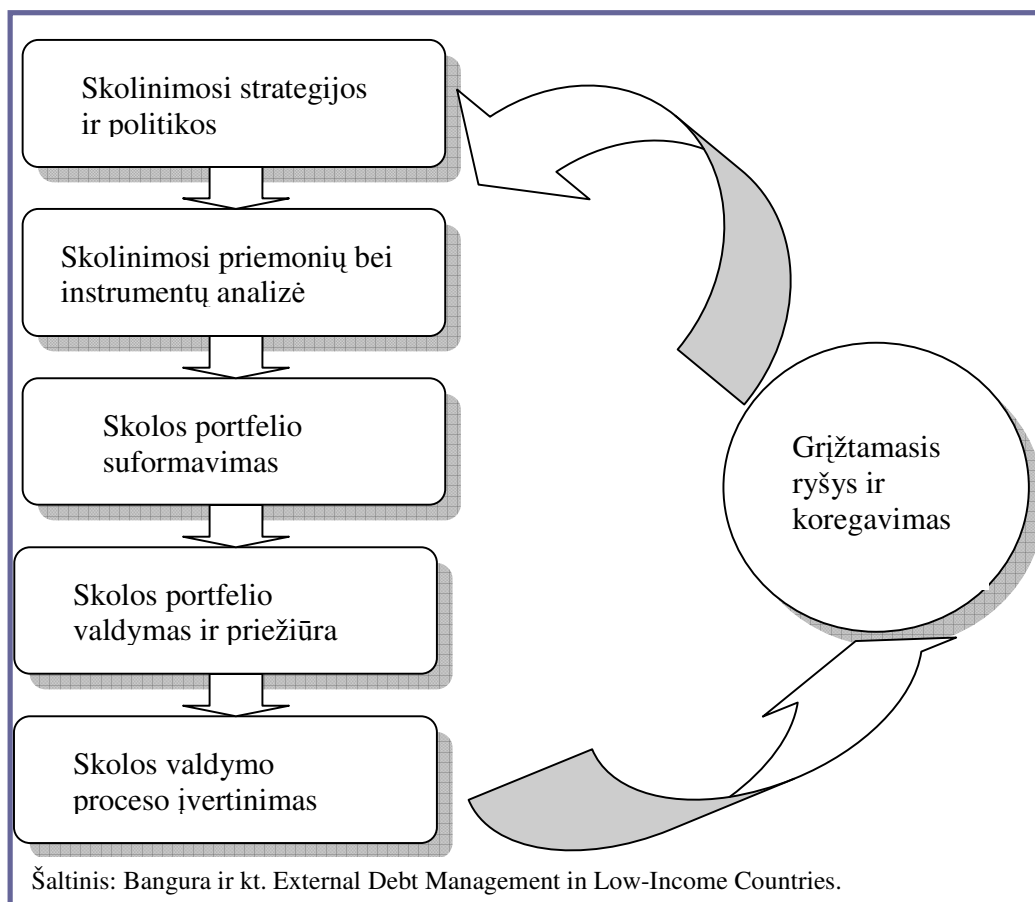 Skolinimosi strategijos
ir politikos
Skolinimosi priemonių bei
instrumentų analizė
Skolos portfelio
suformavimas
Skolos portfelio
valdymas ir priežiūra
Skolos valdymo
proceso įvertinimas
Grįžtamasis
ryšys ir
koregavimas
Šaltinis: Bangura ir kt. External Debt Management in Low-Income Countries.